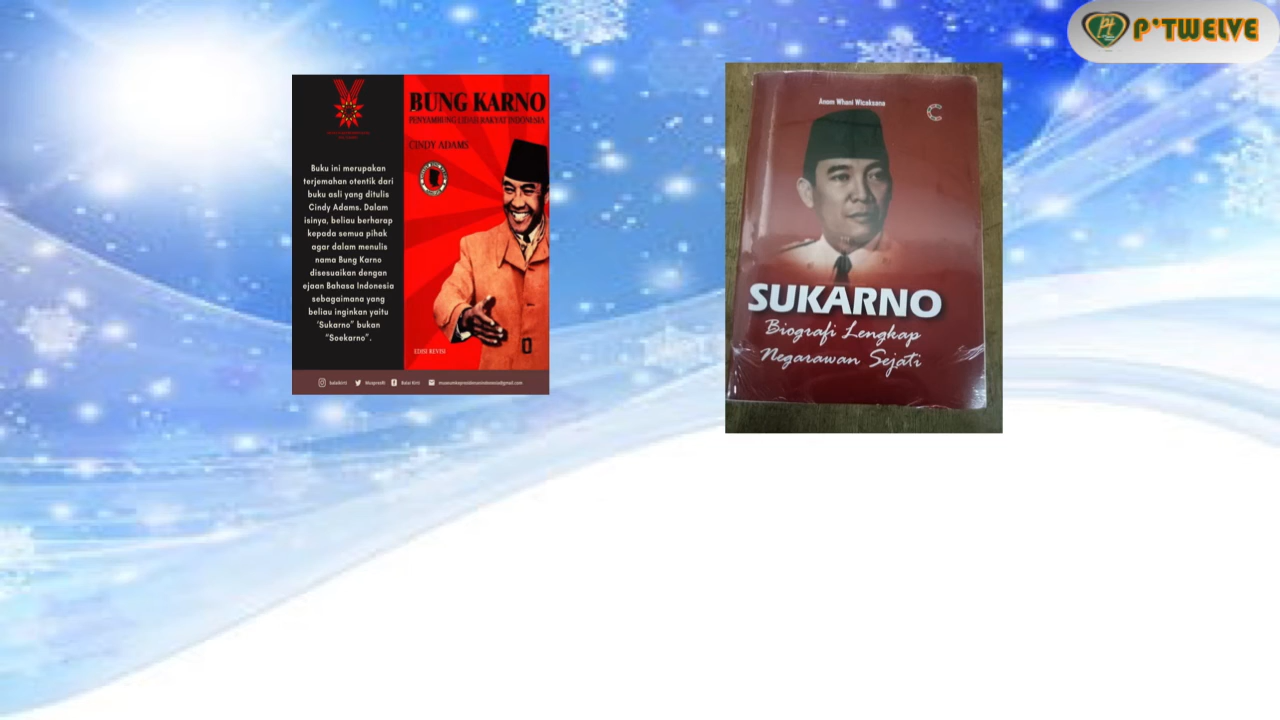 P'TWELVE
BUNG KARNO
PENYAMBUNG LIDAH RAKYAT INDONESIA
CINDY ADAMS
EDISI REVISI
Buku ini merupakan
terjemahan otentik dari
buku asli yang ditulis
Cindy Adams. Dalam
isinya, beliau berharap
kepada semua pihak
agar dalam menulis
nama Bung Karno
disesuaikan dengan
ejaan Bahasa Indonesia
sebagaimana yang
beliau inginkan yaitu
'Sukarno" bukan
"Soekarno".
Anom Whani Wicaksana
SUKARNO
Biografi Lengkap
Negarawan Sejati